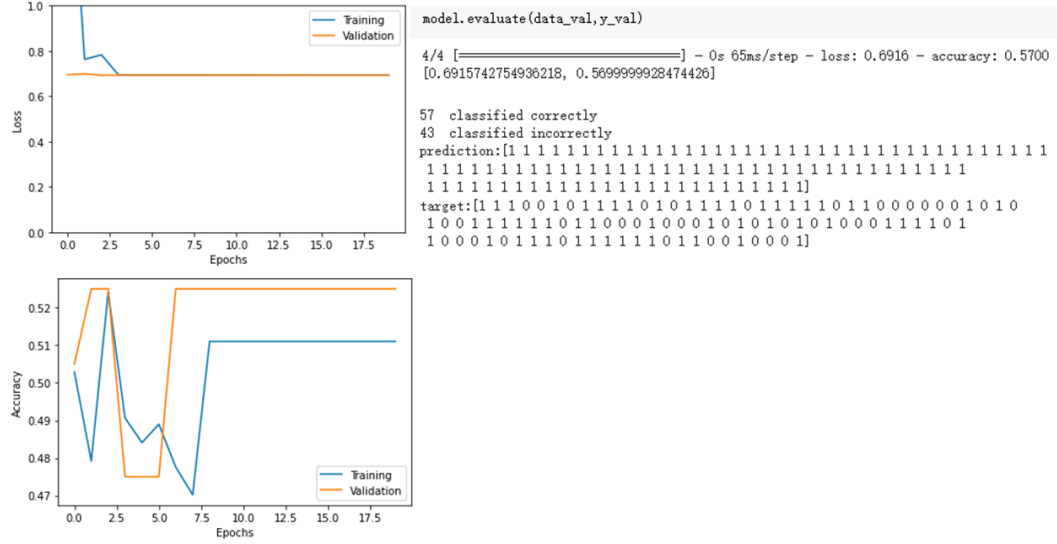 1.0
0.8
0.6
0.4
0.2
0.0
Loss
Training
Validation
0.0 2.5 5.0 7.5 10.0 12.5 15.0 17.5
Epochs
model.evaluate(data_val,y_val)
4/4 [==============================] - 0s 65ms/step - loss: 0.6916 - accuracy: 0.5700
[0.6915742754936218, 0.5699999928474426]
57 classified correctly
43 classified incorrectly
prediction:[1 1 1 1 1 1 1 1 1 1 1 1 1 1 1 1 1 1 1 1 1 1 1 1 1 1 1 1 1 1 1 1 1 1 1 1 1
1 1 1 1 1 1 1 1 1 1 1 1 1 1 1 1 1 1 1 1 1 1 1 1 1 1 1 1 1 1 1 1 1 1 1 1 1
1 1 1 1 1 1 1 1 1 1 1 1 1 1 1 1 1 1 1 1 1 1 1 1 1 1]
target:[1 1 1 0 0 1 0 1 1 1 1 0 1 0 1 1 1 1 0 1 1 1 1 1 0 1 1 0 0 0 0 0 0 1 0 1 0
1 0 0 1 1 1 1 1 1 0 1 1 0 0 0 1 0 0 0 1 0 1 0 1 0 1 0 1 0 0 0 1 1 1 1 0 1
1 0 0 0 1 0 1 1 1 0 1 1 1 1 1 1 0 1 1 0 0 1 0 0 0 1]
0.52
0.51
0.50
0.49
0.48
0.47
Accuracy
Training
Validation
0.0 2.5 5.0 7.5 10.0 12.5 15.0 17.5
Epochs